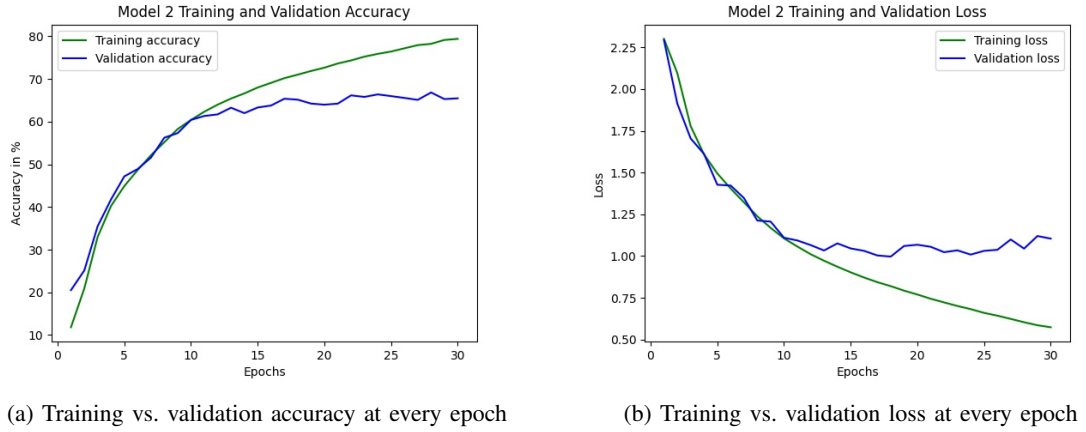 Model 2 Training and Validation Accuracy
Training accuracy
Validation accuracy
Accuracy in %
80
70
60
50
40
30
20
10
0
5
10
15
20
25
30
Epochs
(a) Training vs. validation accuracy at every epoch
Model 2 Training and Validation Loss
Training loss
Validation loss
Loss
2.25
2.00
1.75
1.50
1.25
1.00
0.75
0.50
0
5
10
15
20
25
30
Epochs
(b) Training vs. validation loss at every epoch